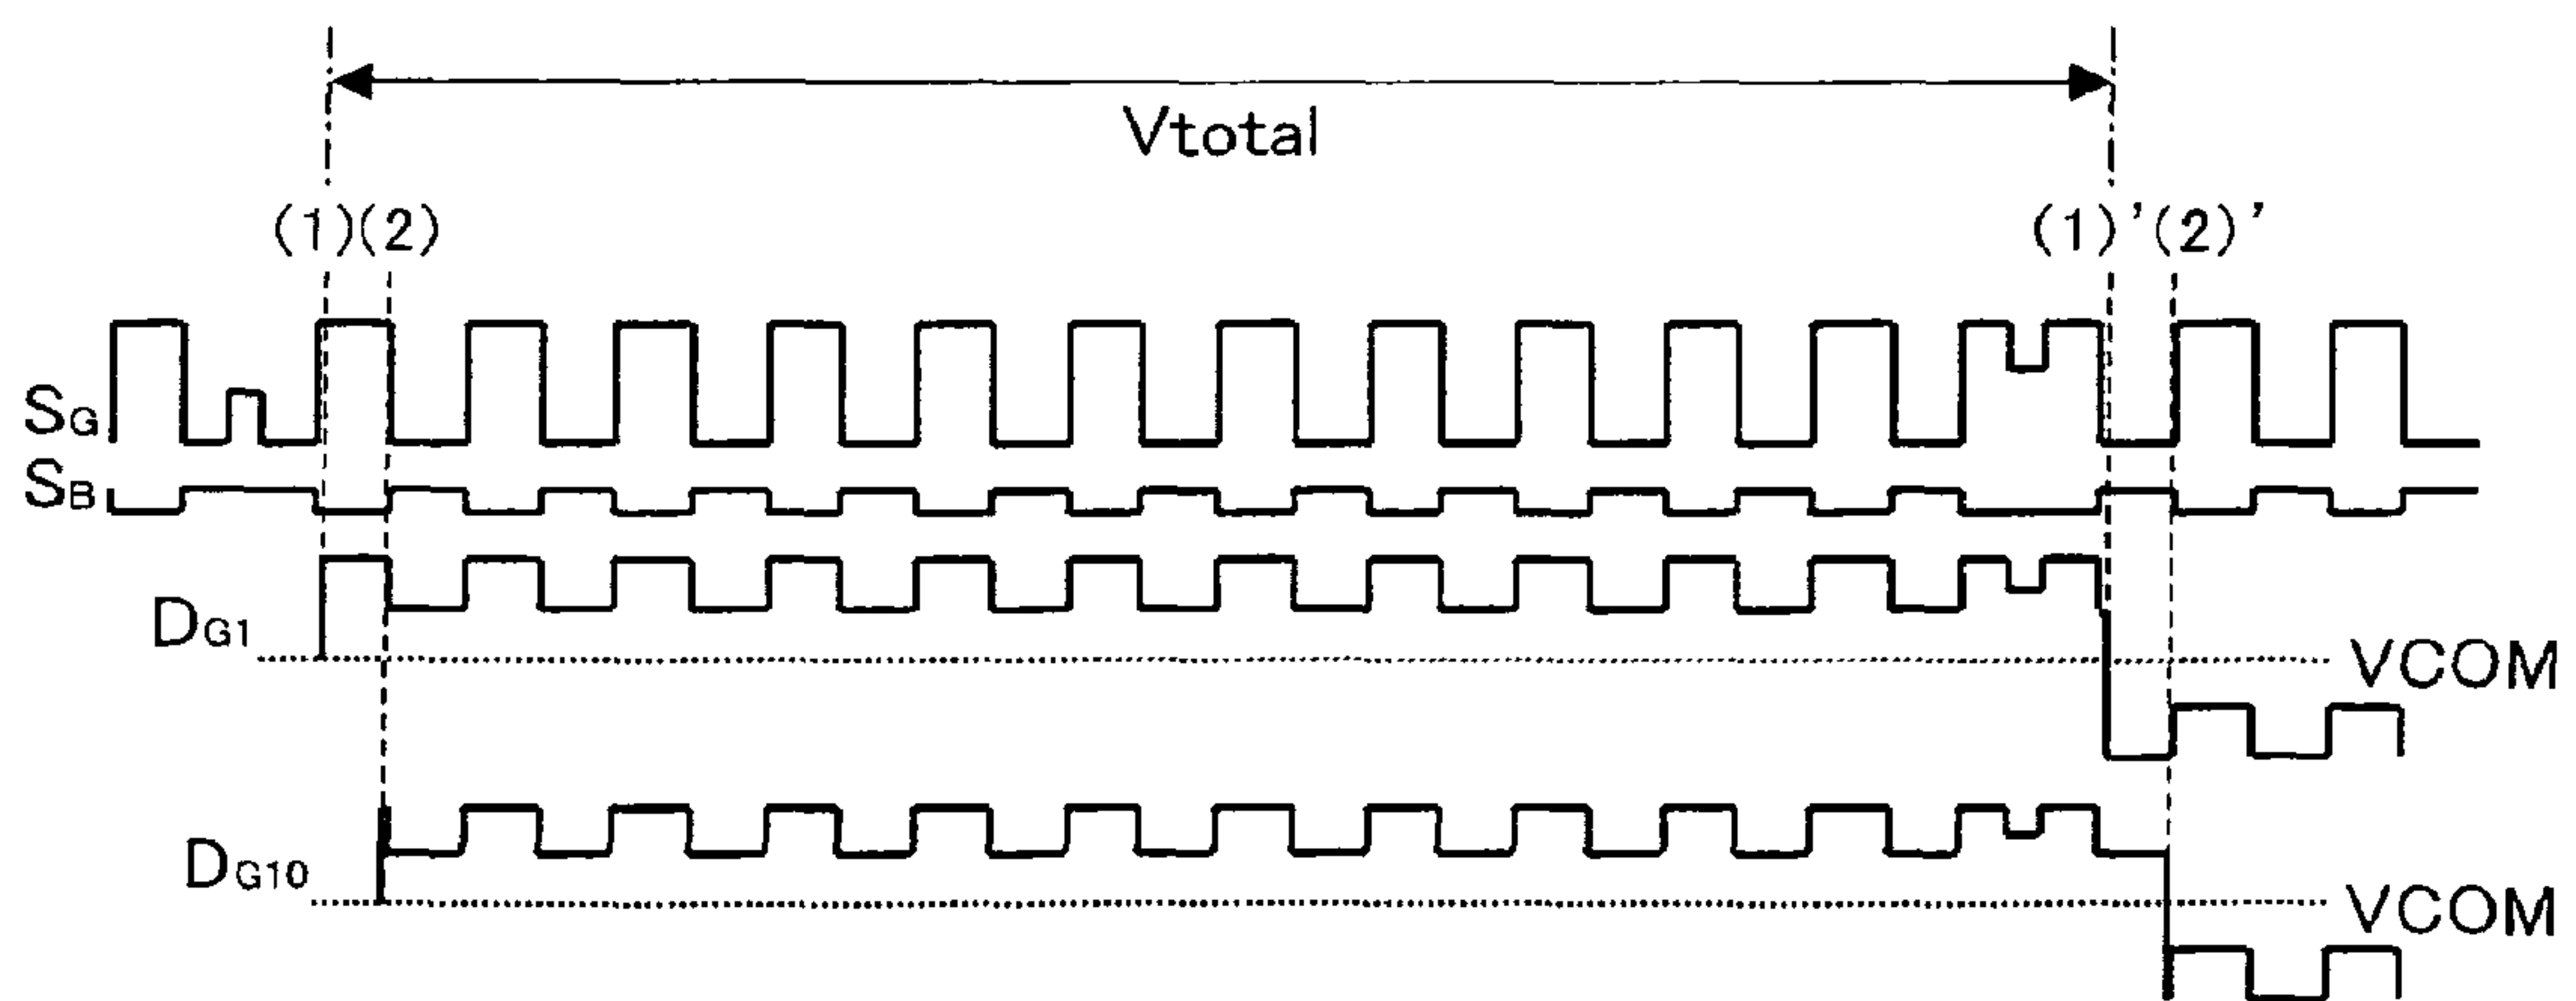 Vtotal
(1)(2) (1)'(2)'
SG
SB
DG1
VCOM
DG10
VCOM